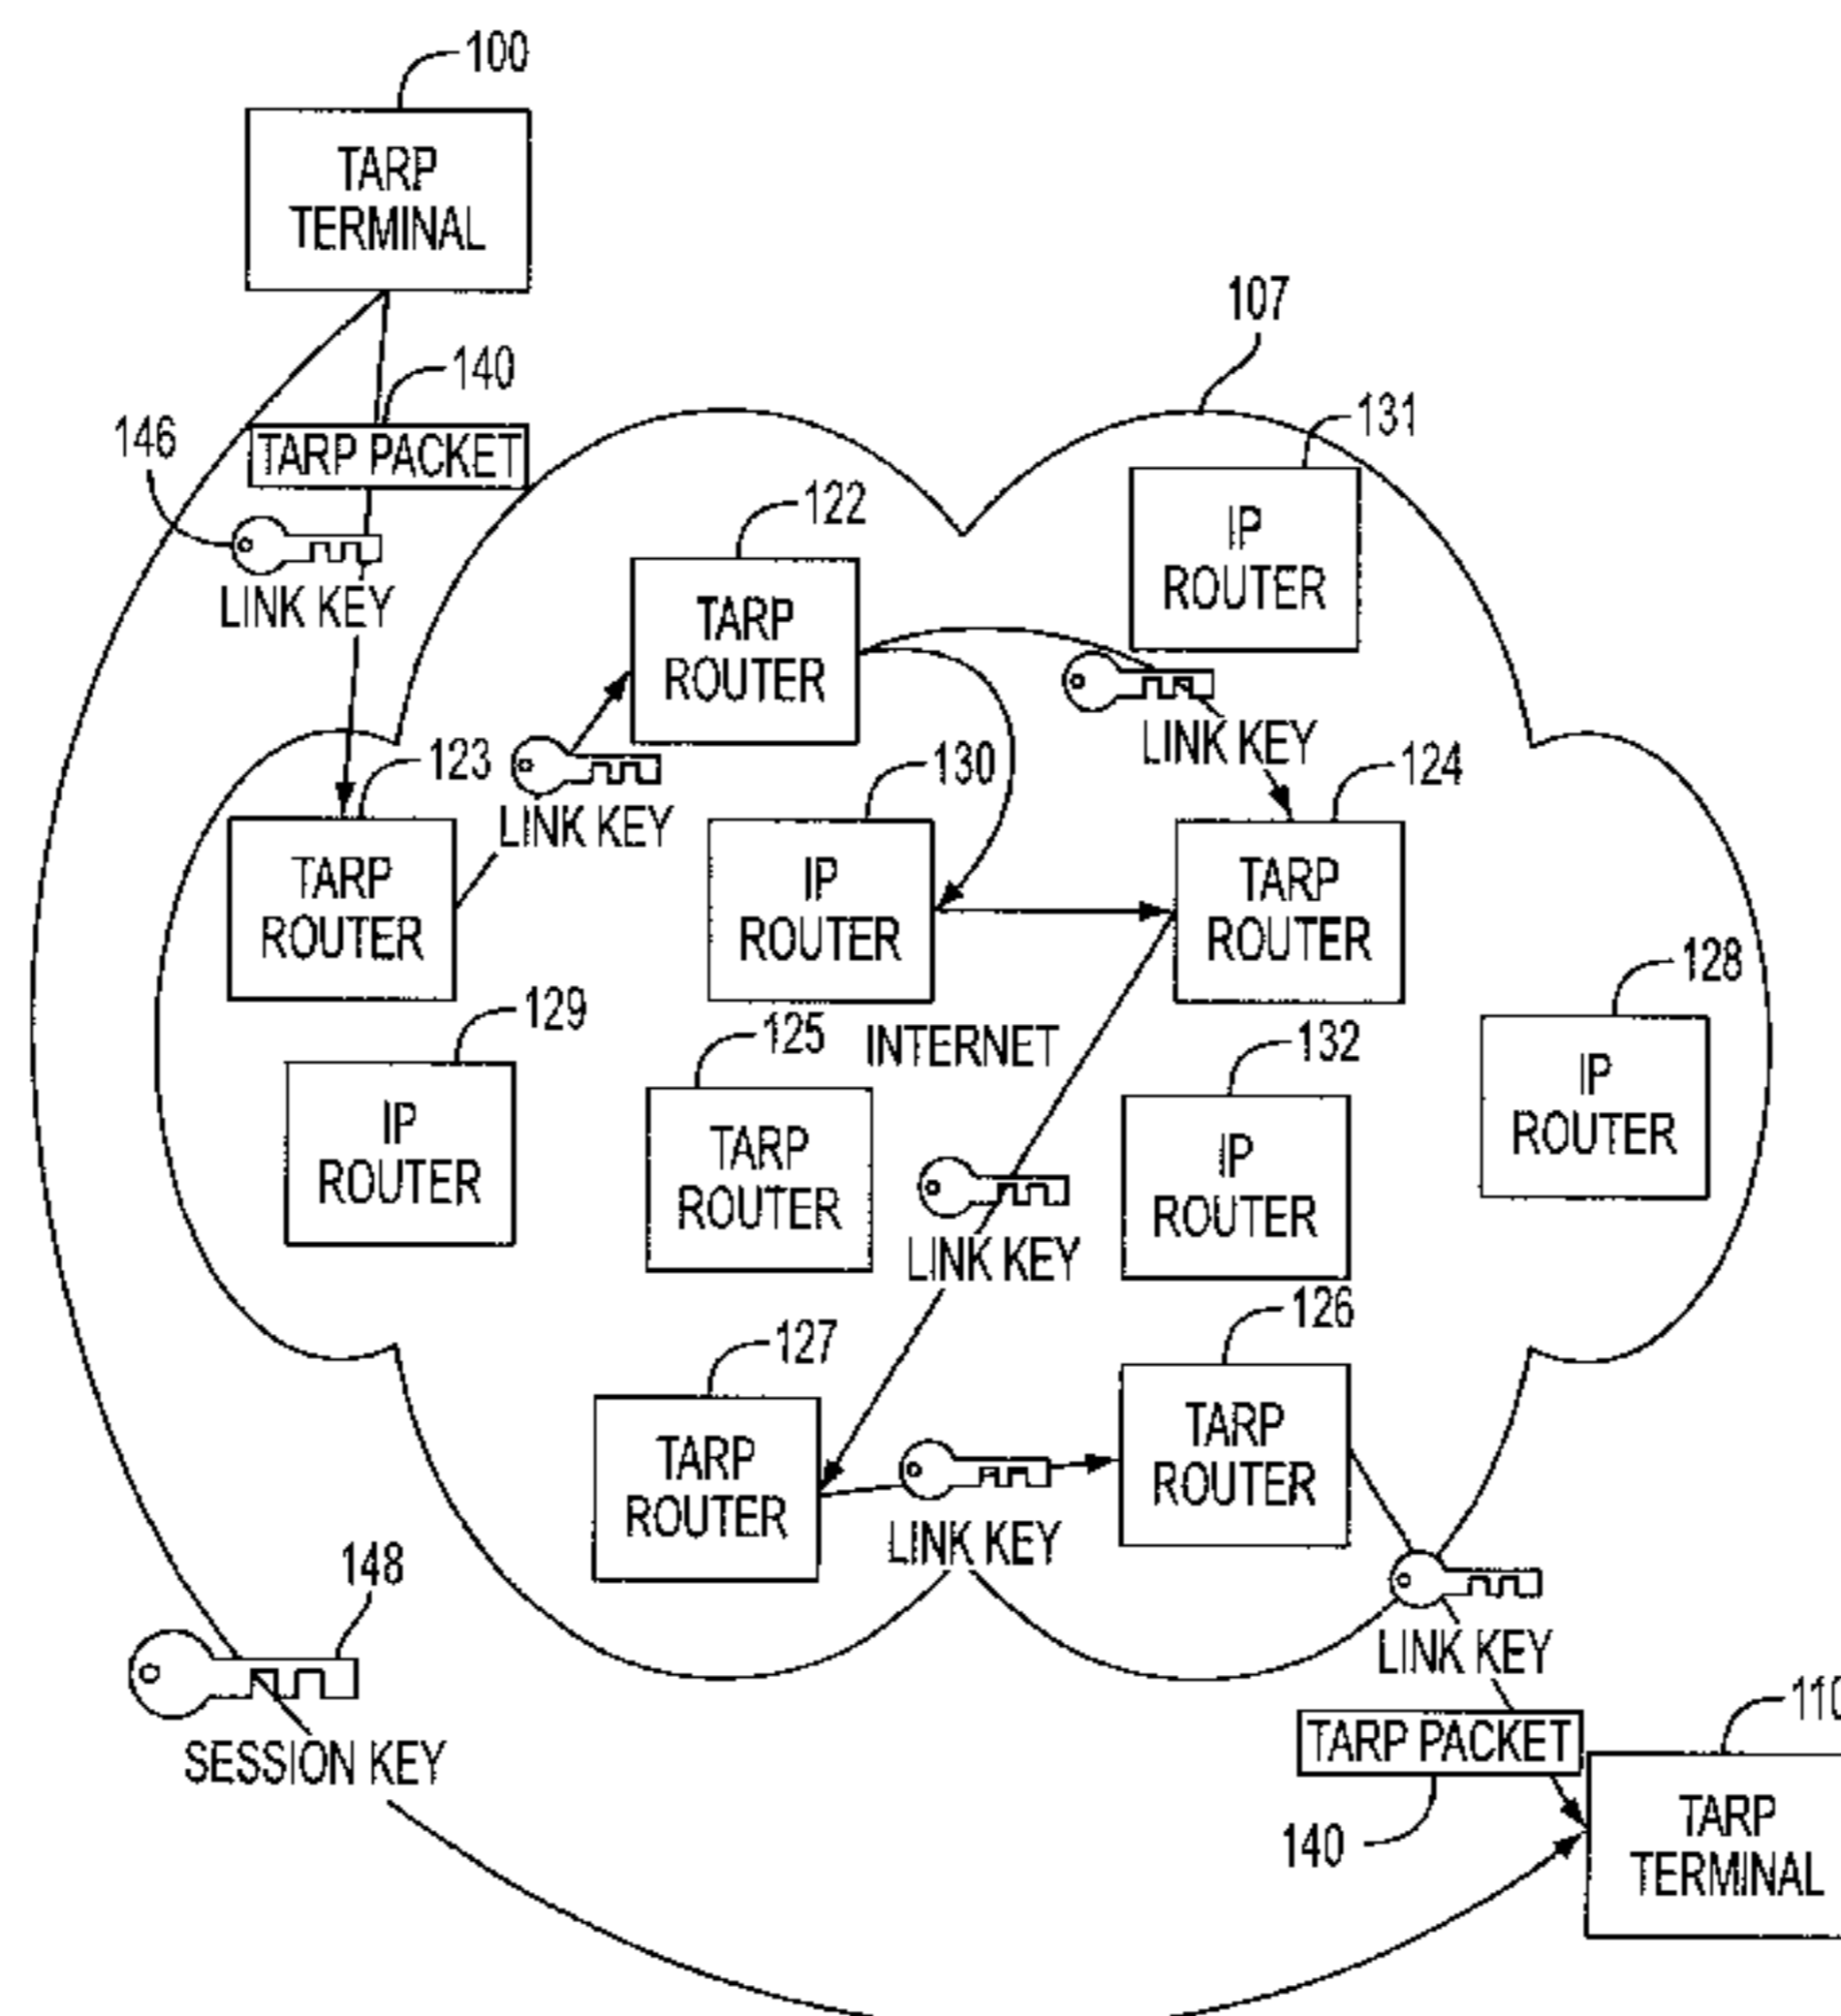 100
TARP
TERMINAL
107
140
131
146
TARP PACKET
122
IP
ROUTER
LINK KEY
TARP
ROUTER
LINK KEY
123
130
124
LINK KEY
TARP
ROUTER
IP
ROUTER
TARP
ROUTER
128
129
125
INTERNET
132
IP
ROUTER
IP
ROUTER
TARP
ROUTER
IP
ROUTER
LINK KEY
126
127
TARP
ROUTER
TARP
ROUTER
LINK KEY
148
LINK KEY
110
SESSION KEY
TARP PACKET
140
TARP
TERMINAL